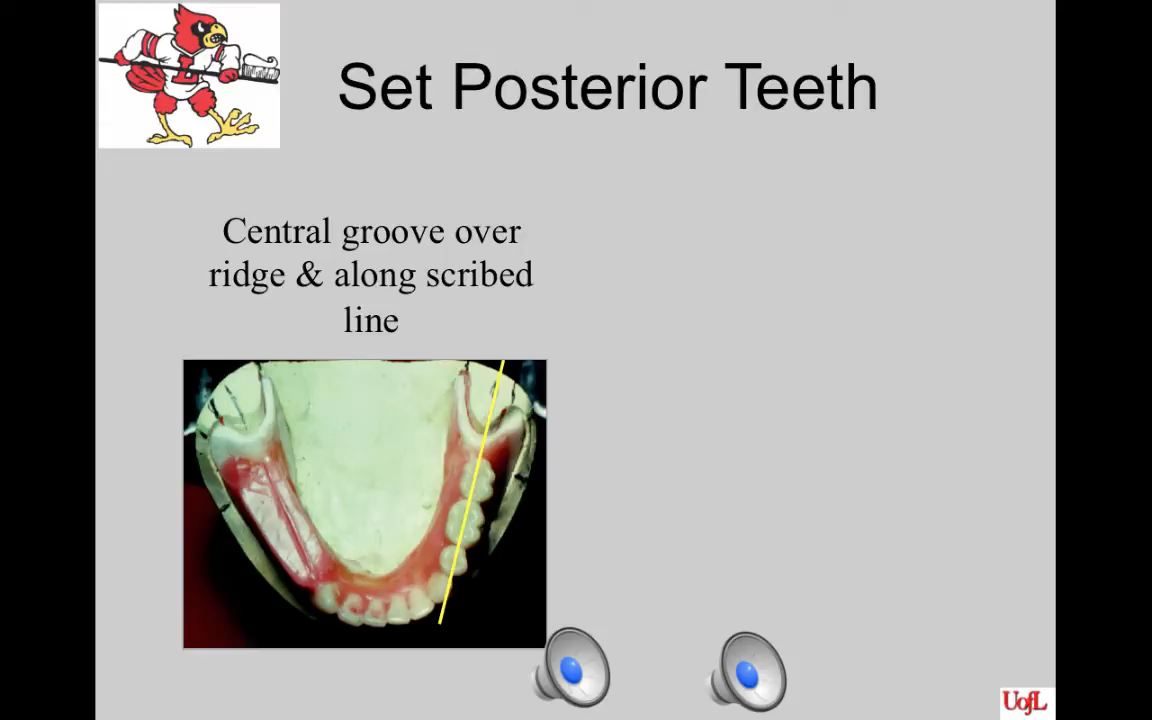 Set Posterior Teeth
Central groove over
ridge & along scribed
line
UofL